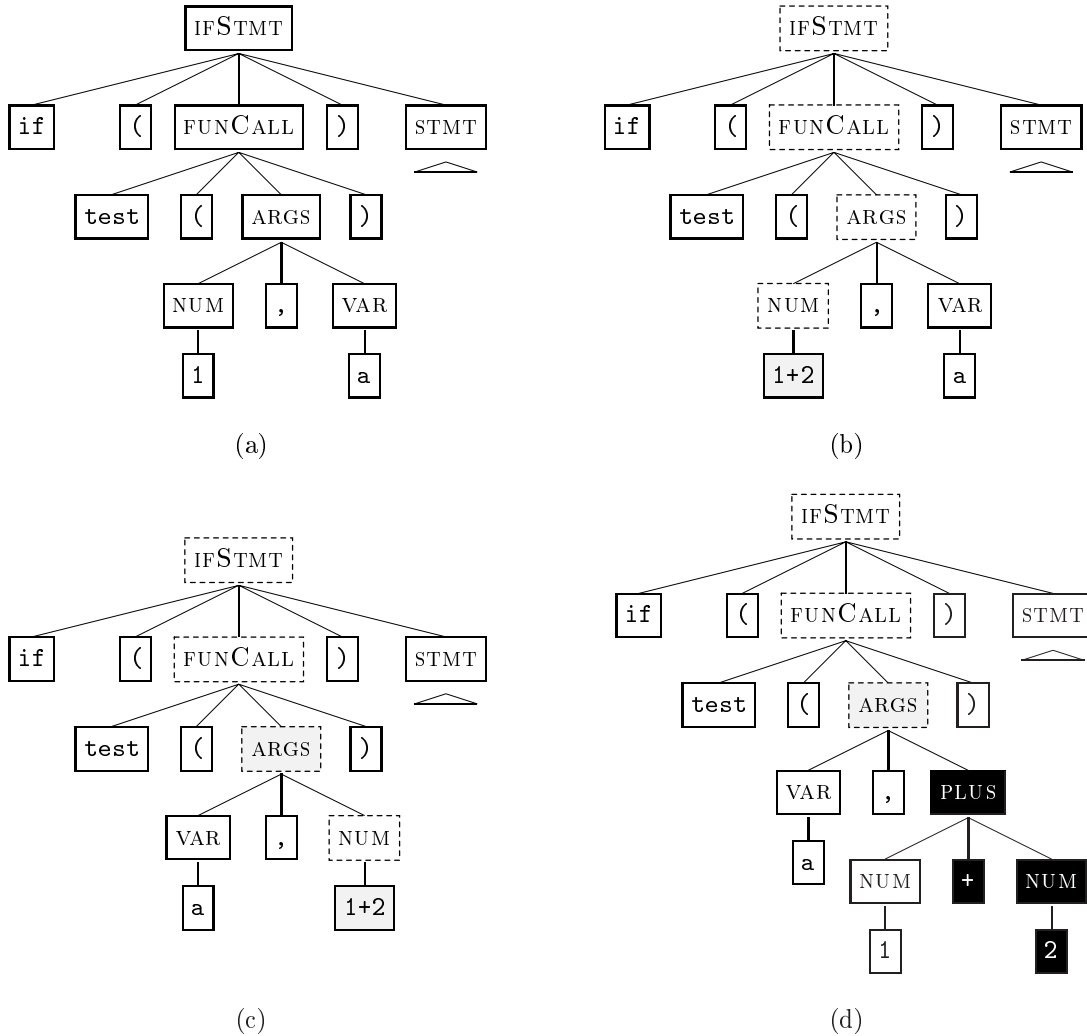 IFSTMT
if ( FUNCALL ) STMT
test ( ARGS )
NUM , VAR
1 a
(a)
IFSTMT
if ( FUNCALL ) STMT
test ( ARGS )
NUM , VAR
1+2 a
(b)
IFSTMT
if ( FUNCALL ) STMT
test ( ARGS )
VAR , NUM
a 1+2
(c)
IFSTMT
if ( FUNCALL ) STMT
test ( ARGS )
VAR , PLUS
a NUM + NUM
1 2
(d)